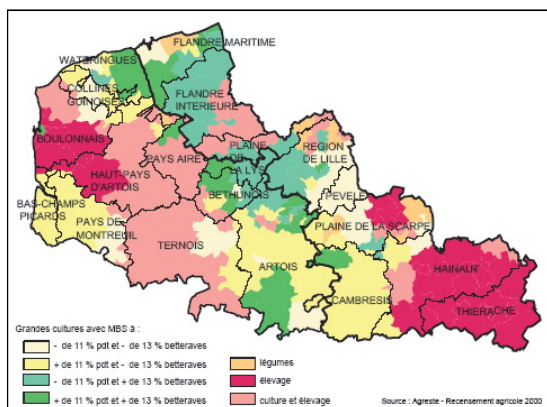 FLANDRE MARITIME
WATERINGUES
COLLINES
GUINOISES
FLANDRE
INTERIEURE
BOULONNAIS
PAYS AIRE
PLAINE
DE
LA LYS
REGION
DE LILLE
HAUT-PAYS
D'ARTOIS
BETHUNOIS
PEVELE
BAS-CHAMPS
PICARDS
PAYS DE
MONTREUIL
PLAINE DE LA SCARPE
TERNOIS
ARTOIS
HAINAUT
CAMBRESIS
THIERACHE
Grandes cultures avec MBS à :
- de 11 % pdt et - de 13 % betteraves
+ de 11 % pdt et - de 13 % betteraves
- de 11 % pdt et + de 13 % betteraves
+ de 11 % pdt et + de 13 % betteraves
légumes
élevage
culture et élevage
Source : Agreste - Recensement agricole 2000